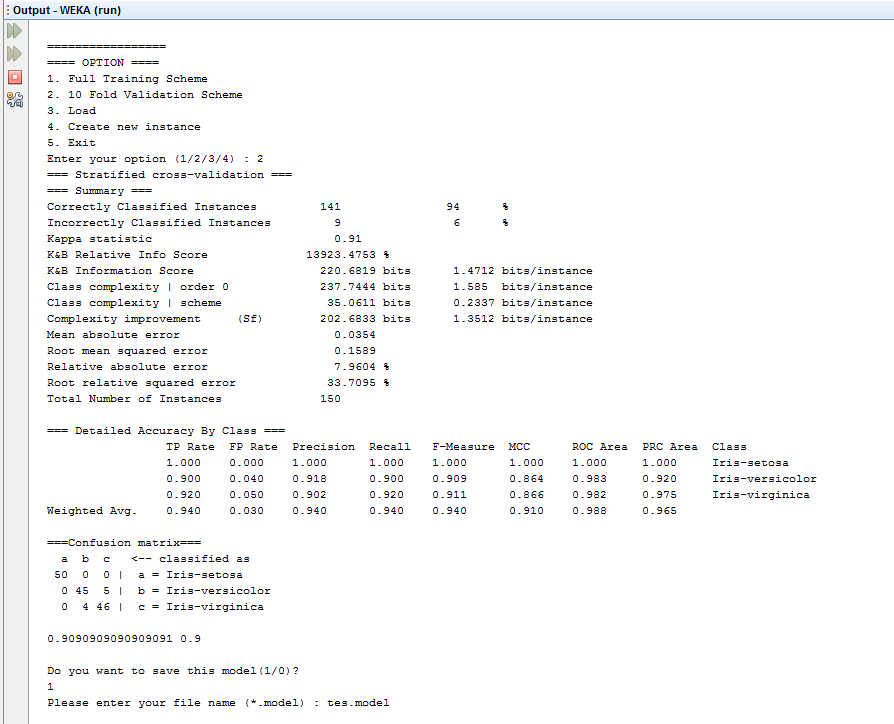 Output - WEKA (run)
=================
==== OPTION ====
1. Full Training Scheme
2. 10 Fold Validation Scheme
3. Load
4. Create new instance
5. Exit
Enter your option (1/2/3/4) : 2
=== Stratified cross-validation ===
=== Summary ===
Correctly Classified Instances         141               94      %
Incorrectly Classified Instances         9                6      %
Kappa statistic                          0.91
K&B Relative Info Score              13923.4753 %
K&B Information Score                  220.6819 bits      1.4712 bits/instance
Class complexity | order 0             237.7444 bits      1.585  bits/instance
Class complexity | scheme               35.0611 bits      0.2337 bits/instance
Complexity improvement     (Sf)        202.6833 bits      1.3512 bits/instance
Mean absolute error                      0.0354
Root mean squared error                  0.1589
Relative absolute error                  7.9604 %
Root relative squared error             33.7095 %
Total Number of Instances              150
=== Detailed Accuracy By Class ===
                 TP Rate  FP Rate  Precision  Recall   F-Measure  MCC      ROC Area  PRC Area  Class
                 1.000    0.000    1.000      1.000    1.000      1.000    1.000     1.000     Iris-setosa
                 0.900    0.040    0.918      0.900    0.909      0.864    0.983     0.920     Iris-versicolor
                 0.920    0.050    0.902      0.920    0.911      0.866    0.982     0.975     Iris-virginica
Weighted Avg.    0.940    0.030    0.940      0.940    0.940      0.910    0.988     0.965
===Confusion matrix===
  a  b  c   <-- classified as
 50  0  0 |  a = Iris-setosa
  0 45  5 |  b = Iris-versicolor
  0  4 46 |  c = Iris-virginica
0.9090909090909091 0.9
Do you want to save this model(1/0)?
1
Please enter your file name (*.model) : tes.model